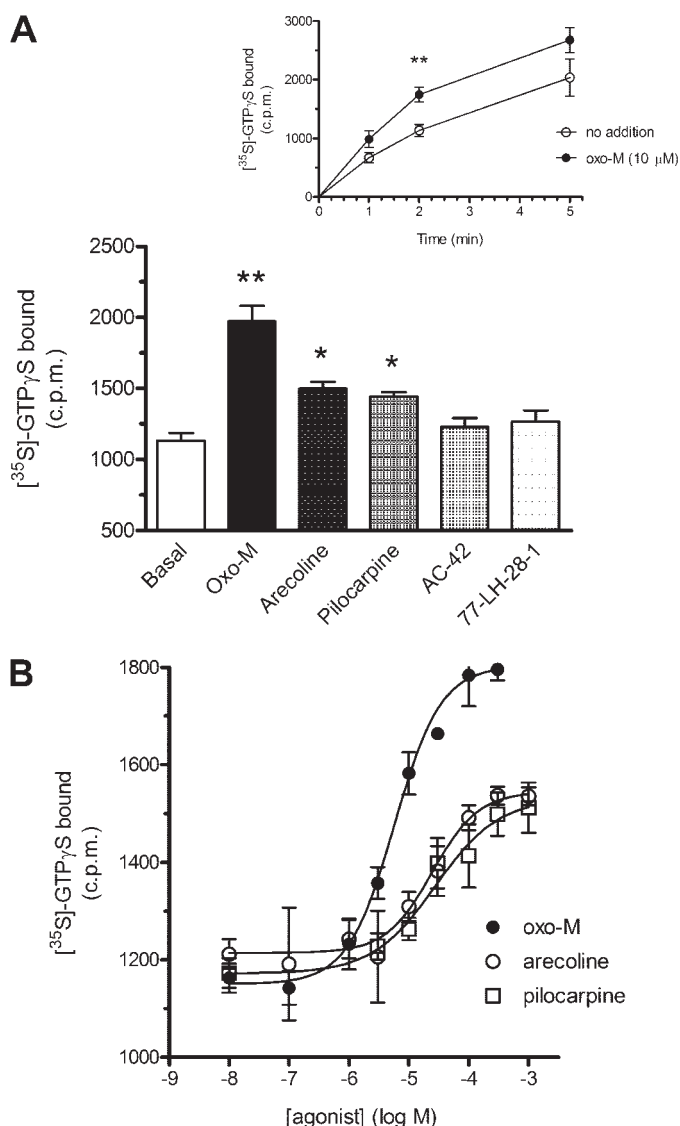 A
[³⁵S]-GTPγS bound
(c.p.m.)
3000
2000
1000
0
**
0 1 2 3 4 5
Time (min)
no addition
oxo-M (10 μM)
[³⁵S]-GTPγS bound
(c.p.m.)
2500
2000
1500
1000
500
**
*
*
Basal
Oxo-M
Arecoline
Pilocarpine
AC-42
77-LH-28-1
B
[³⁵S]-GTPγS bound
(c.p.m.)
1800
1600
1400
1200
1000
oxo-M
arecoline
pilocarpine
-9 -8 -7 -6 -5 -4 -3
[agonist] (log M)